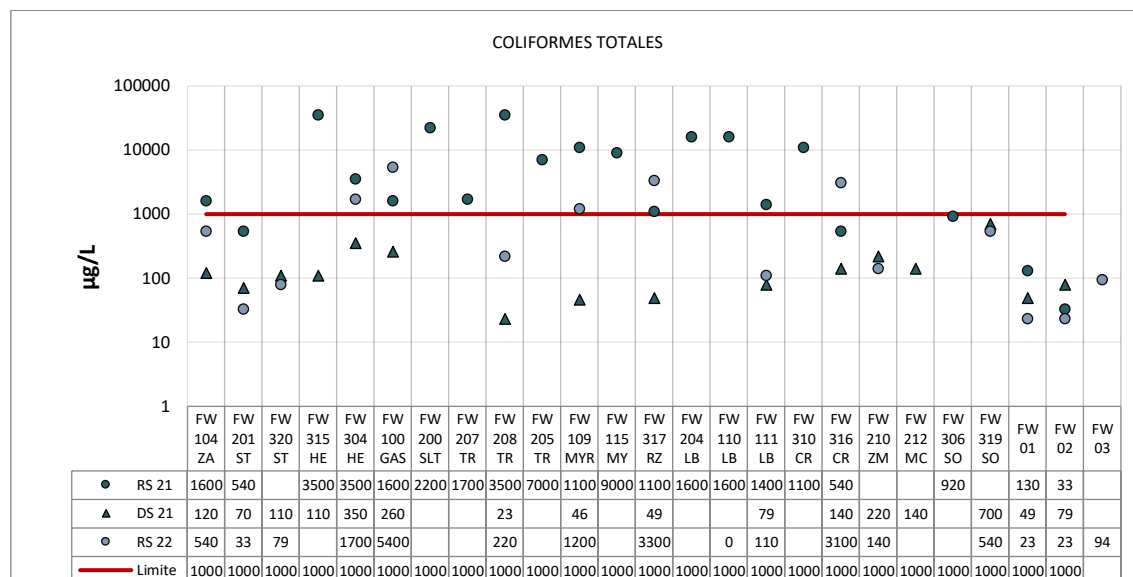 COLIFORMES TOTALES
µg/L
100000
10000
1000
100
10
1
FW 104 ZA FW 201 ST FW 320 ST FW 315 HE FW 304 HE FW 100 GAS FW 200 SLT FW 207 TR FW 208 TR FW 205 TR FW 109 MYR FW 115 MY FW 317 RZ FW 204 LB FW 110 LB FW 111 LB FW 310 CR FW 316 CR FW 210 ZM FW 212 MC FW 306 SO FW 319 SO FW 01 FW 02 FW 03
RS 21 1600 540 3500 3500 1600 2200 1700 3500 7000 1100 9000 1100 1600 1600 1400 1100 540 920 130 33
DS 21 120 70 110 110 350 260 23 46 49 79 140 220 140 700 49 79
RS 22 540 33 79 1700 5400 220 1200 3300 0 110 3100 140 540 23 23 94
Limite 1000 1000 1000 1000 1000 1000 1000 1000 1000 1000 1000 1000 1000 1000 1000 1000 1000 1000 1000 1000 1000 1000 1000 1000